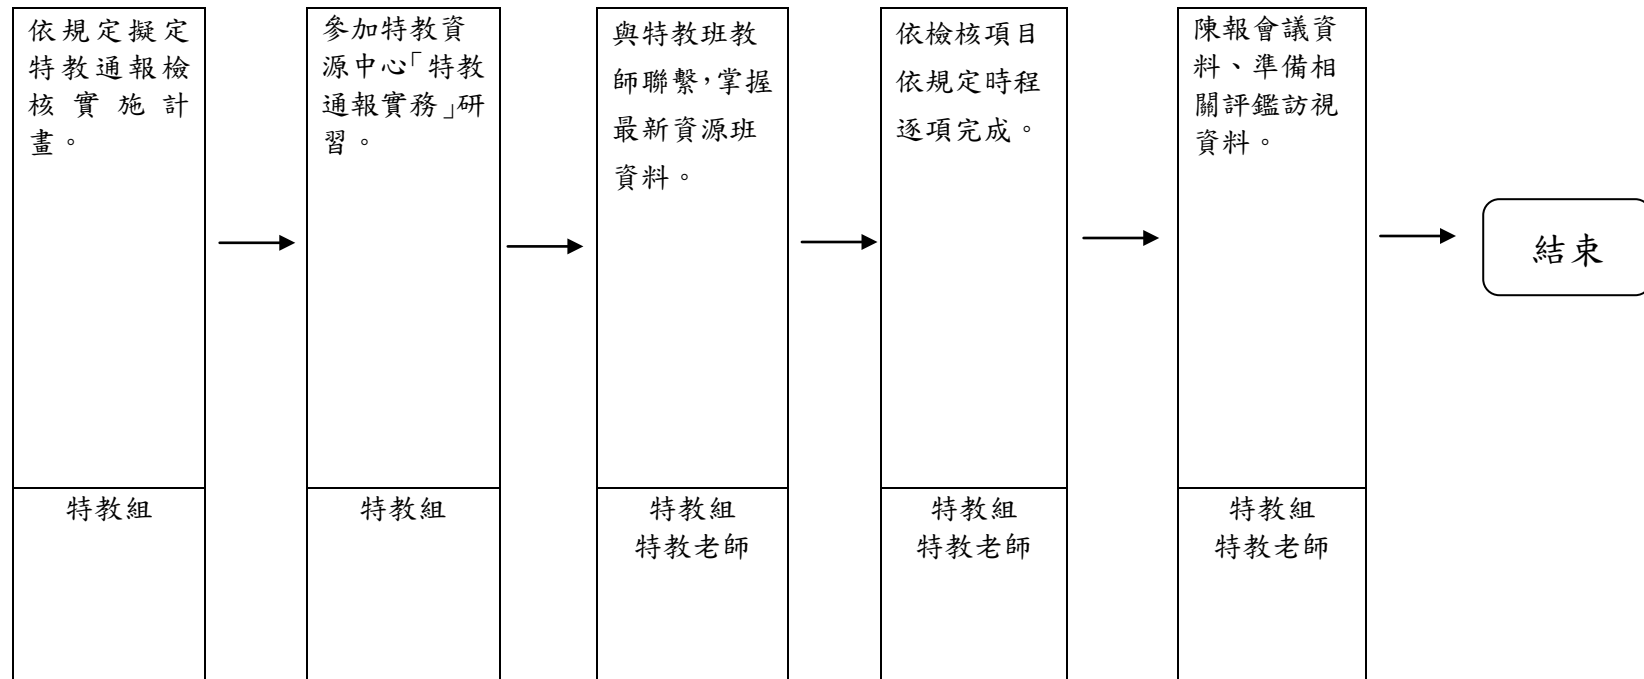 依規定擬定
特教通報檢
核實施計
畫。
參加特教資
源中心「特教
通報實務」研
習。
與特教班教
師聯繫，掌握
最新資源班
資料。
依檢核項目
依規定時程
逐項完成。
陳報會議資
料、準備相
關評鑑訪視
資料。
結束
特教組
特教組
特教組
特教老師
特教組
特教老師
特教組
特教老師